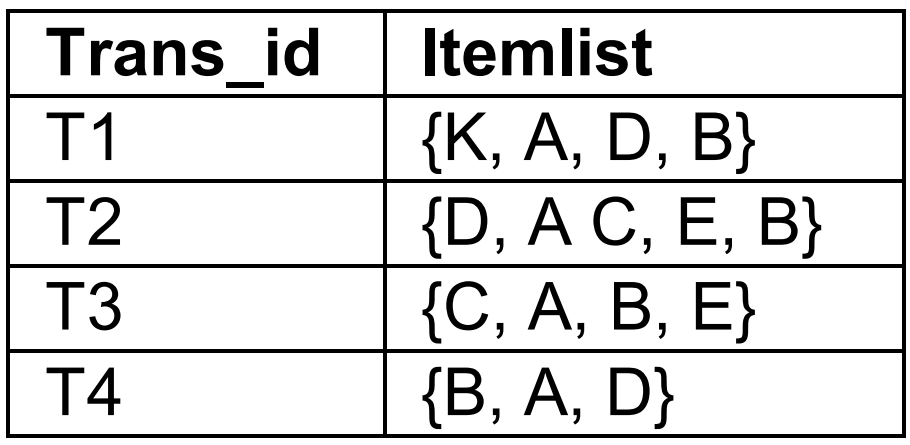 Trans_id Itemlist
T1 {K, A, D, B}
T2 {D, A C, E, B}
T3 {C, A, B, E}
T4 {B, A, D}